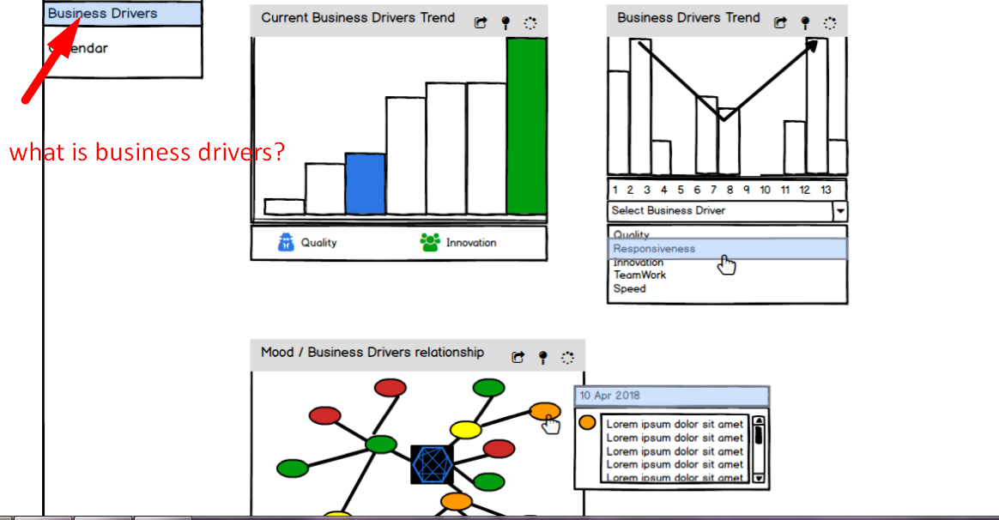 Business Drivers
Calendar
what is business drivers?
Current Business Drivers Trend
Quality
Innovation
Business Drivers Trend
1 2 3 4 5 6 7 8 9 10 11 12 13
Select Business Driver
Quality
Responsiveness
Innovation
TeamWork
Speed
Mood / Business Drivers relationship
10 Apr 2018
Lorem ipsum dolor sit amet
Lorem ipsum dolor sit amet
Lorem ipsum dolor sit amet
Lorem ipsum dolor sit amet
Lorem ipsum dolor sit amet